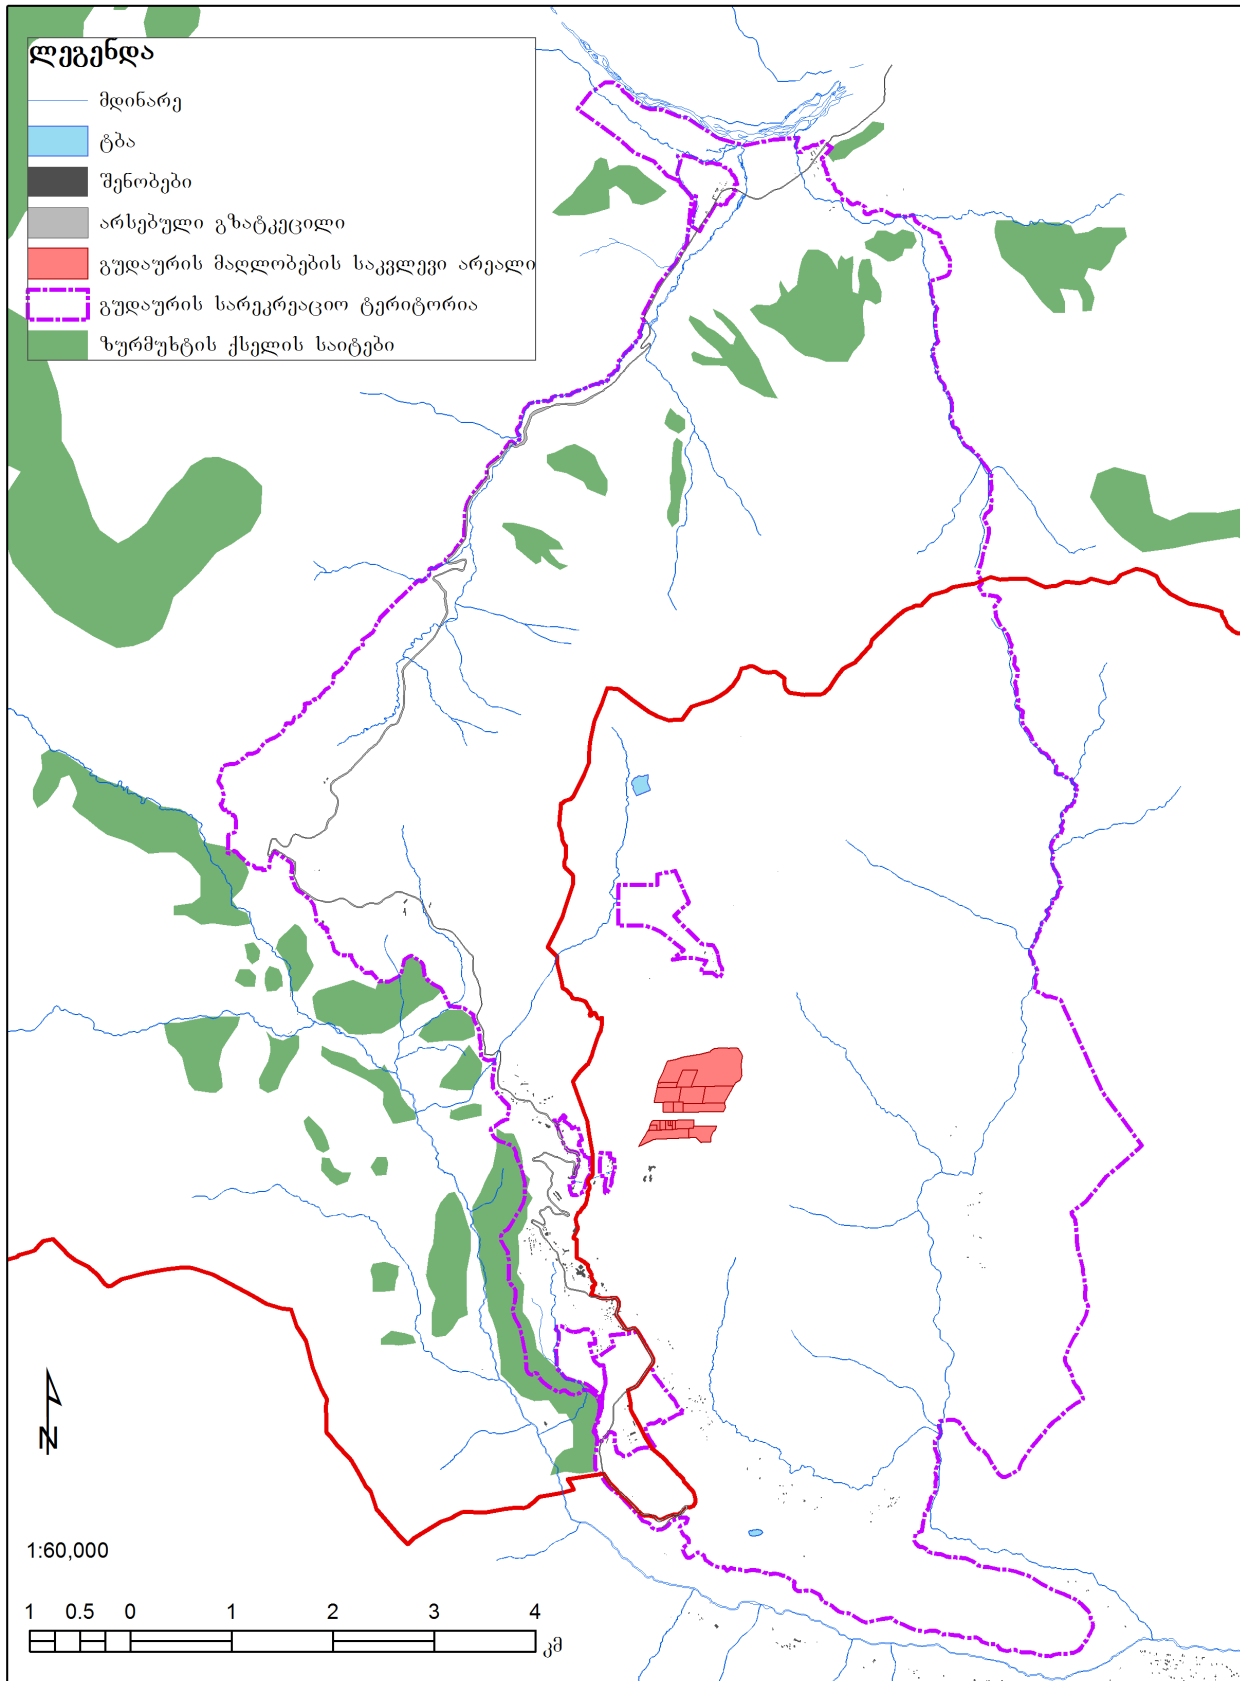 ლეგენდა
მდინარე
ტბა
შენობები
არსებული გზატკეცილი
გუდაურის მაღლობების საკვლევი არეალი
გუდაურის სარეკრეაციო ტერიტორია
ზურმუხტის ქსელის საიტები
N
1:60,000
1 0.5 0 1 2 3 4
კმ